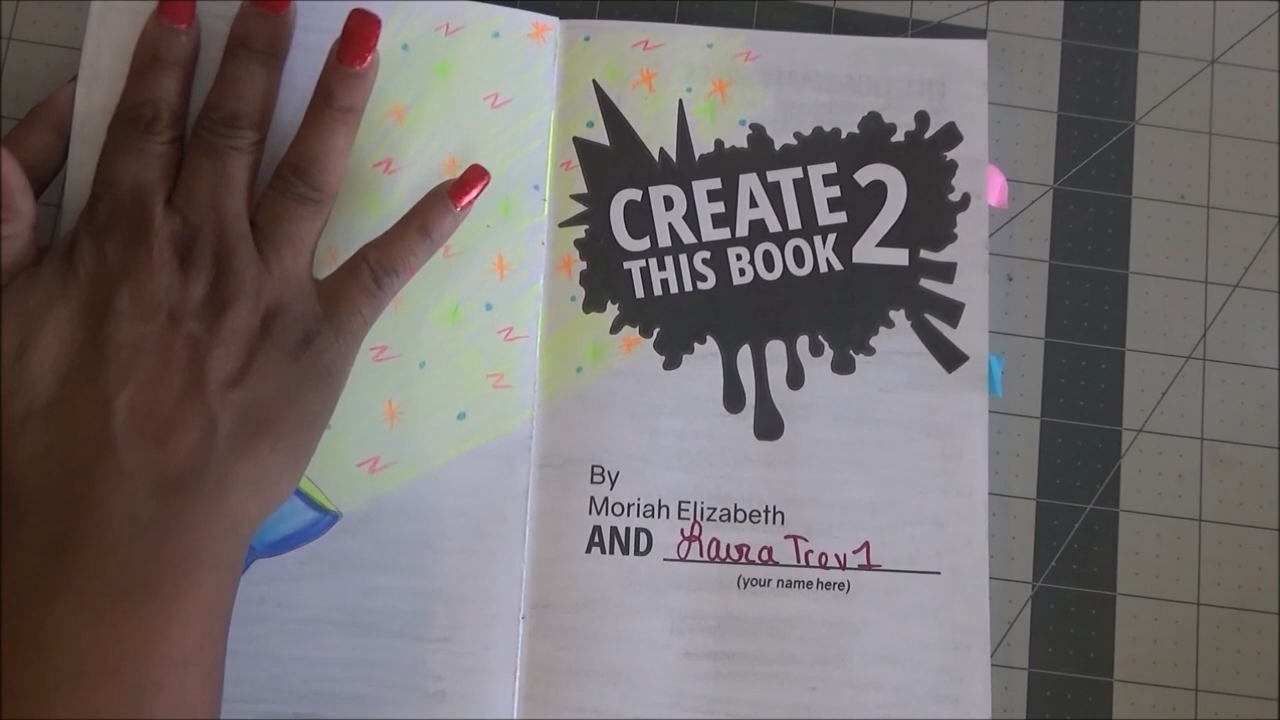 CREATE 2
THIS BOOK
By
Moriah Elizabeth
AND Laura Trev1
(your name here)